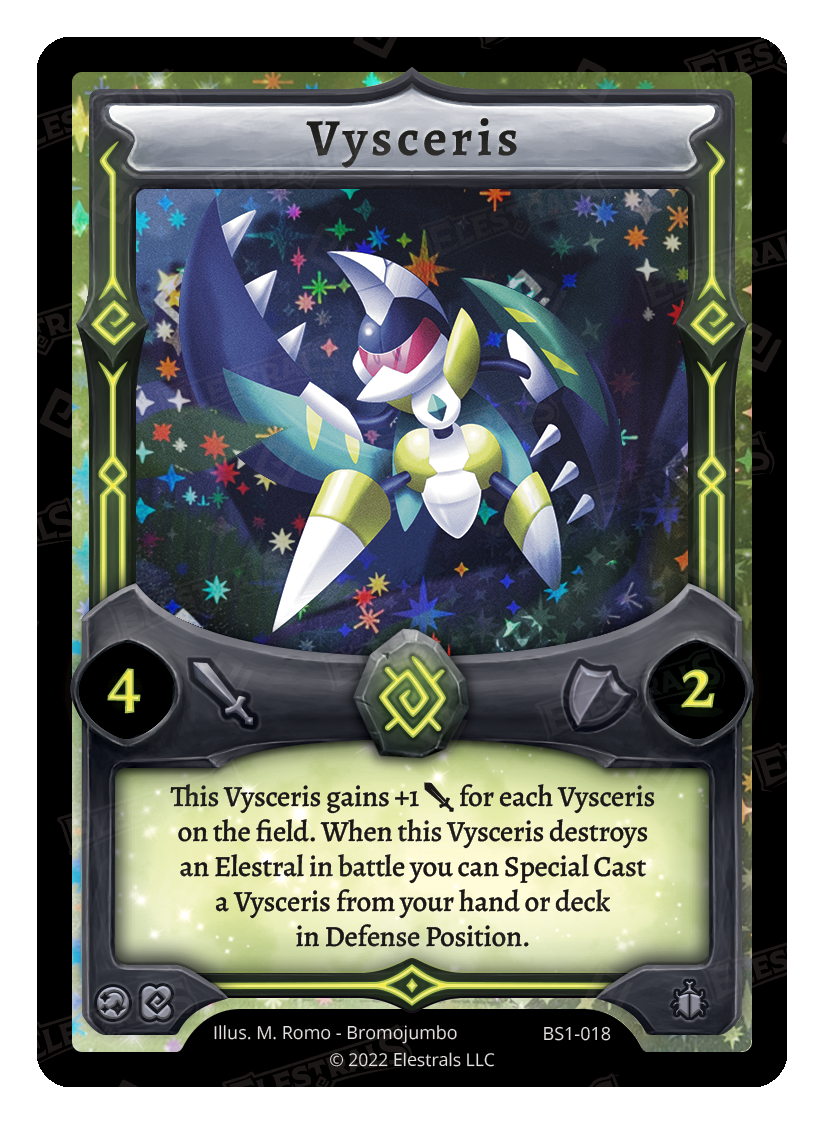 Vysceris
4
2
This Vysceris gains +1 for each Vysceris
on the field. When this Vysceris destroys
an Elestral in battle you can Special Cast
a Vysceris from your hand or deck
in Defense Position.
Illus. M. Romo - Bromojumbo BS1-018
© 2022 Elestrals LLC
ELESTRALS